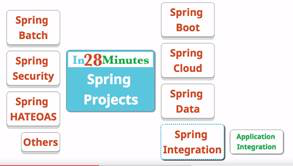 Spring
Batch
Spring
Security
Spring
HATEOAS
Others
In28Minutes
Spring
Projects
Spring
Boot
Spring
Cloud
Spring
Data
Spring
Integration
Application
Integration